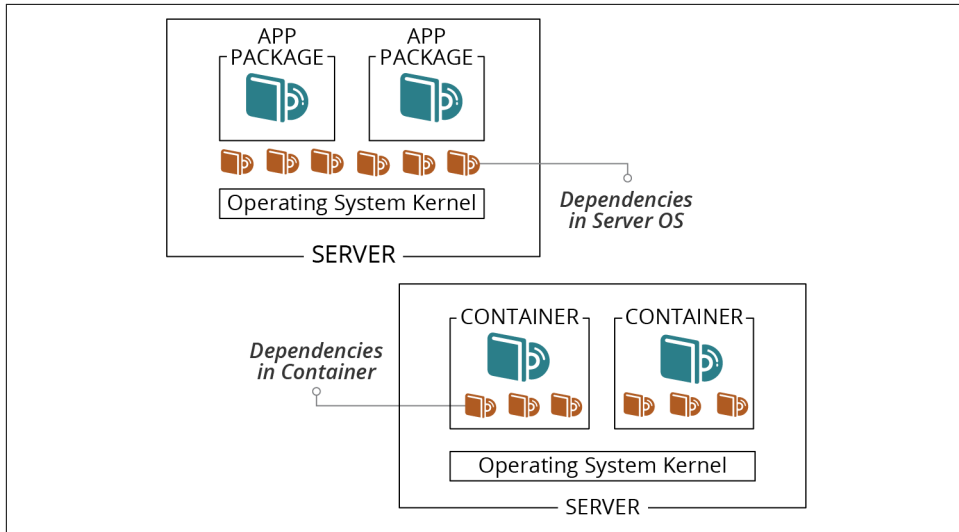 APP
PACKAGE
APP
PACKAGE
Operating System Kernel
Dependencies
in Server OS
SERVER
CONTAINER
CONTAINER
Dependencies
in Container
Operating System Kernel
SERVER